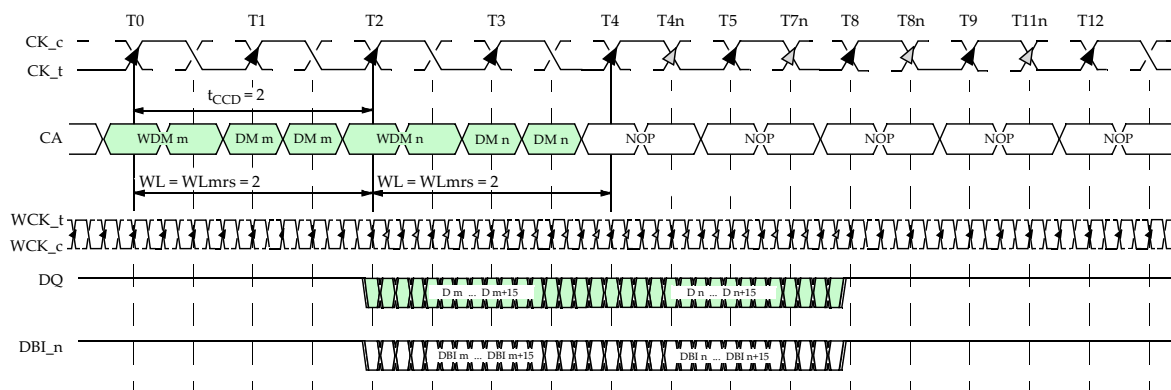 T0 T1 T2 T3 T4 T4n T5 T7n T8 T8n T9 T11n T12
CK_c
CK_t
tCCD = 2
CA WDM m DM m DM m WDM n DM n DM n NOP NOP NOP NOP NOP
WL = WLmrs = 2 WL = WLmrs = 2
WCK_t
WCK_c
DQ D m ... D m+15 D n ... D n+15
DBI_n DBI m ... DBI m+15 DBI n ... DBI n+15